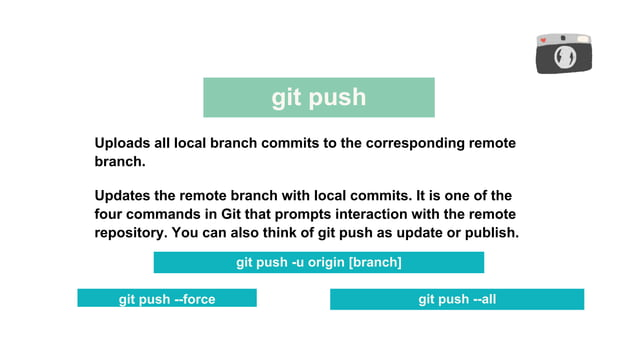 git push
Uploads all local branch commits to the corresponding remote
branch.
Updates the remote branch with local commits. It is one of the
four commands in Git that prompts interaction with the remote
repository. You can also think of git push as update or publish.
git push -u origin [branch]
git push --force
git push --all